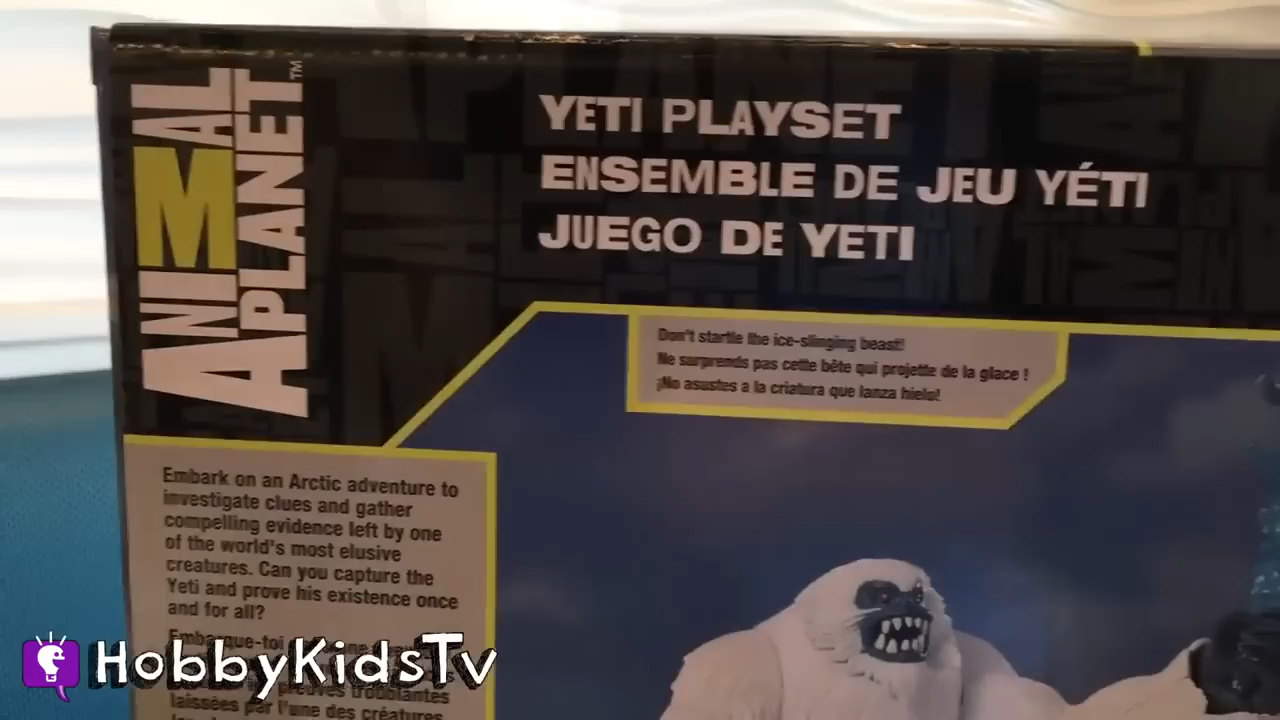 ANIMAL
PLANET™
YETI PLAYSET
ENSEMBLE DE JEU YÉTI
JUEGO DE YETI
Don't startle the ice-slinging beast!
Ne surprends pas cette bête qui projette de la glace !
¡No asustes a la criatura que lanza hielo!
Embark on an Arctic adventure to
investigate clues and gather
compelling evidence left by one
of the world's most elusive
creatures. Can you capture the
Yeti and prove his existence once
and for all?
Embarque-toi
preuves troublantes
laissées par l'une des créatures
HobbyKidsTv